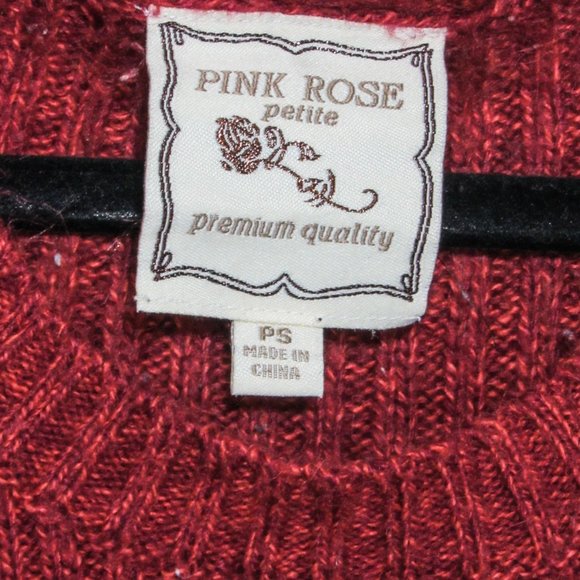 PINK ROSE
petite
premium quality
PS
MADE IN
CHINA